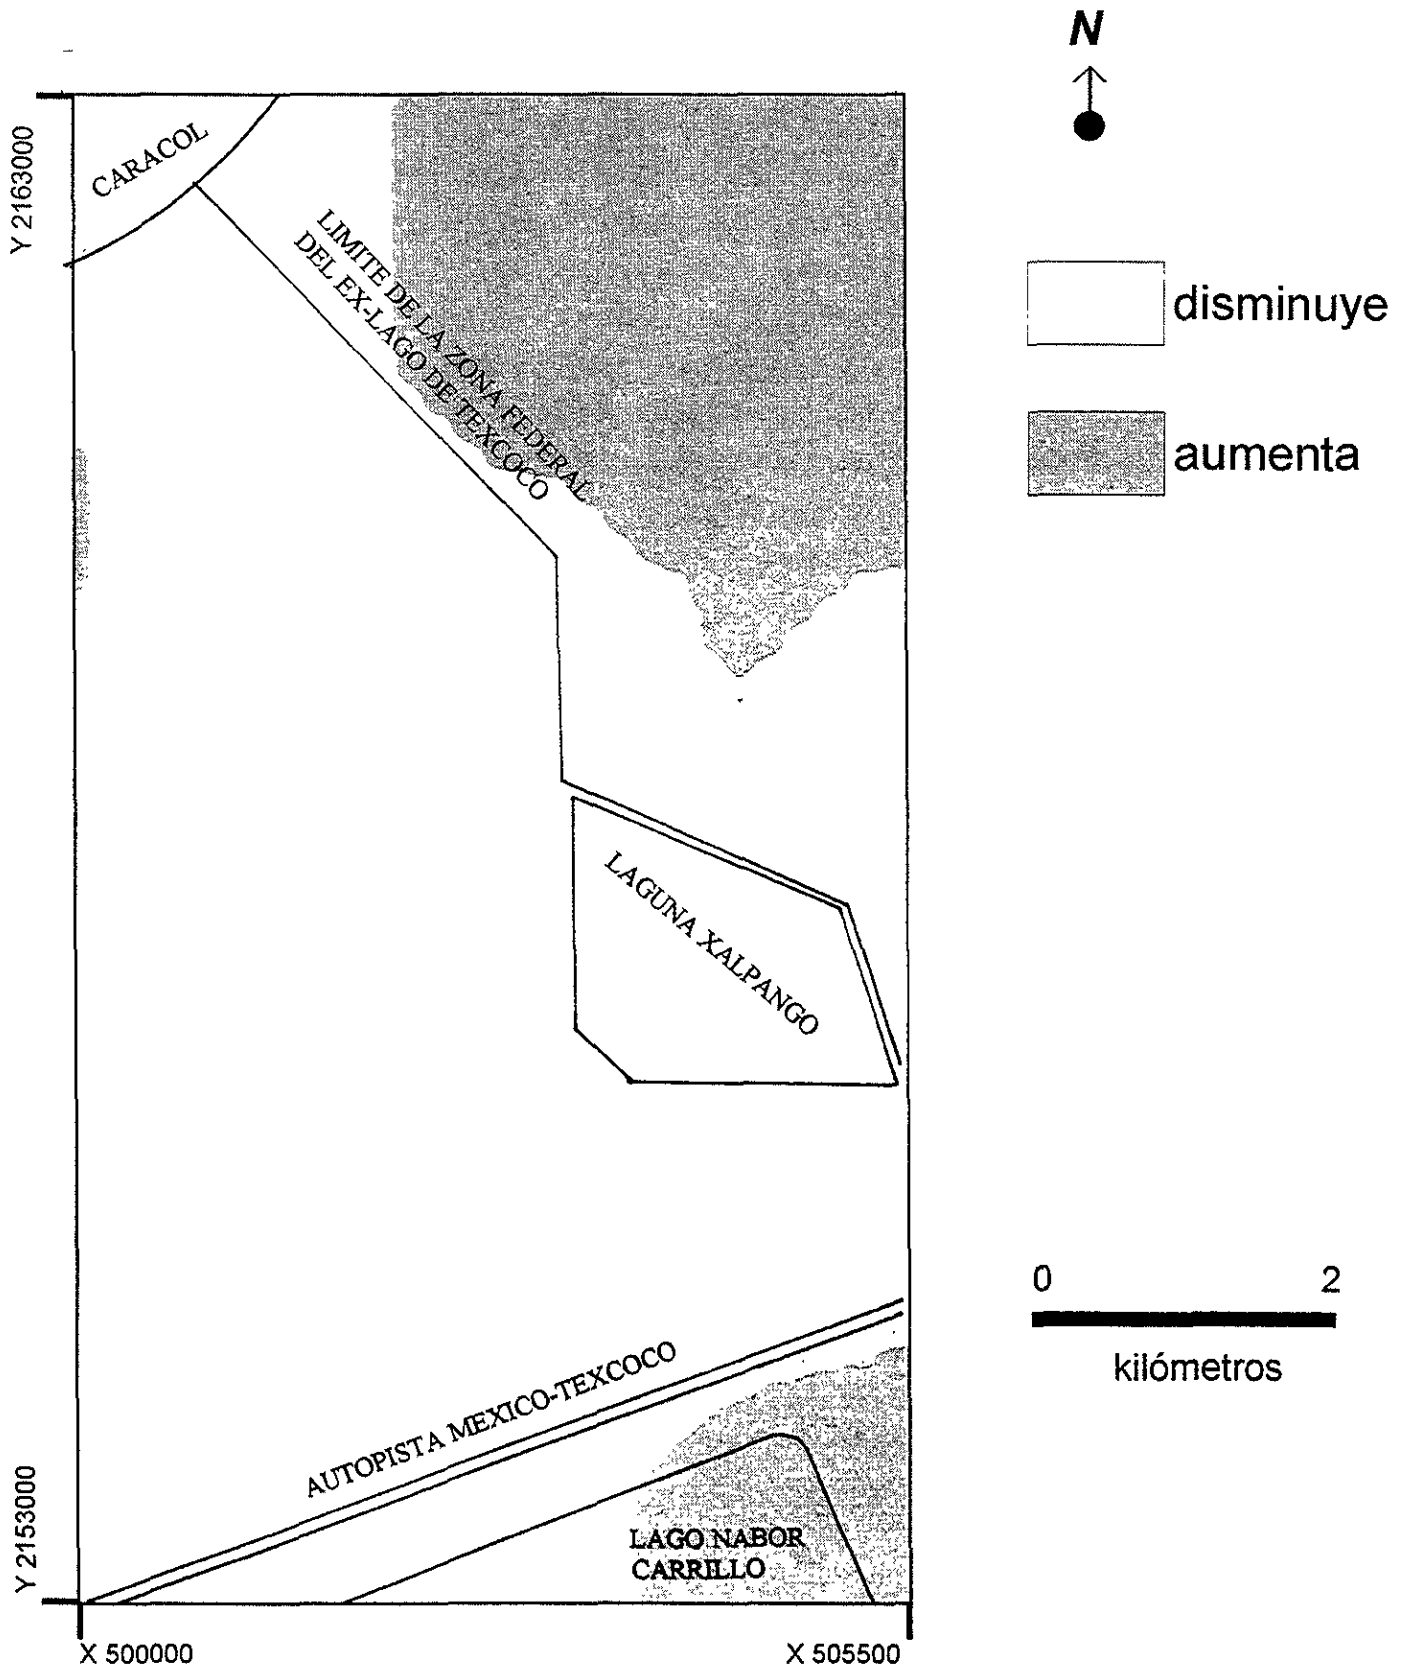 N
Y 2163000
CARACOL
LIMITE DE LA ZONA FEDERAL
DEL EX-LAGO DE TEXCOCO
disminuye
aumenta
LAGUNA XALPANGO
0 2
kilómetros
AUTOPISTA MEXICO-TEXCOCO
Y 2153000
LAGO NABOR
CARRILLO
X 500000
X 505500